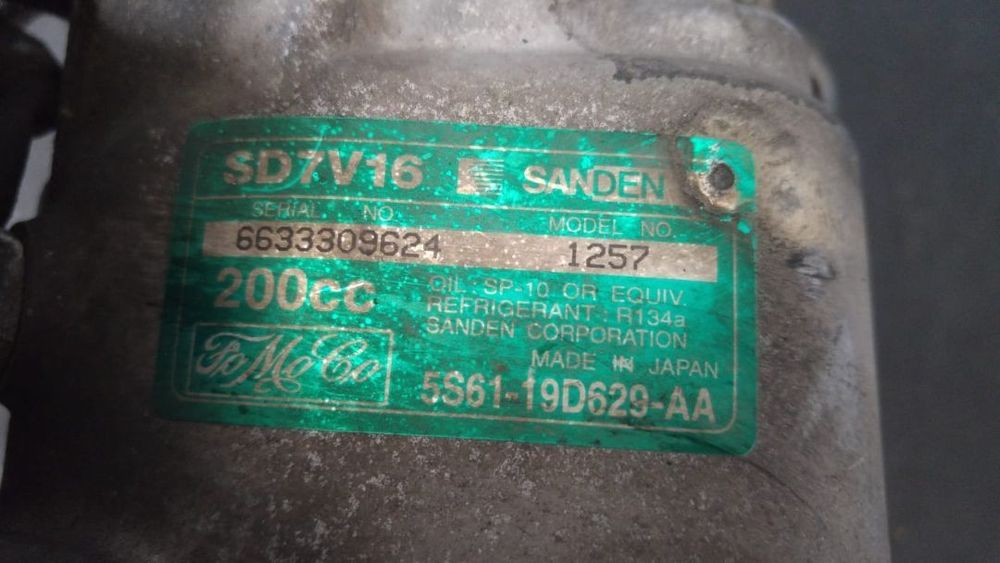 SD7V16 SANDEN
SERIAL NO. MODEL NO.
6633309624 1257
200cc
OIL : SP-10 OR EQUIV.
REFRIGERANT : R134a
SANDEN CORPORATION
MADE IN JAPAN
FoMoCo
5S61-19D629-AA